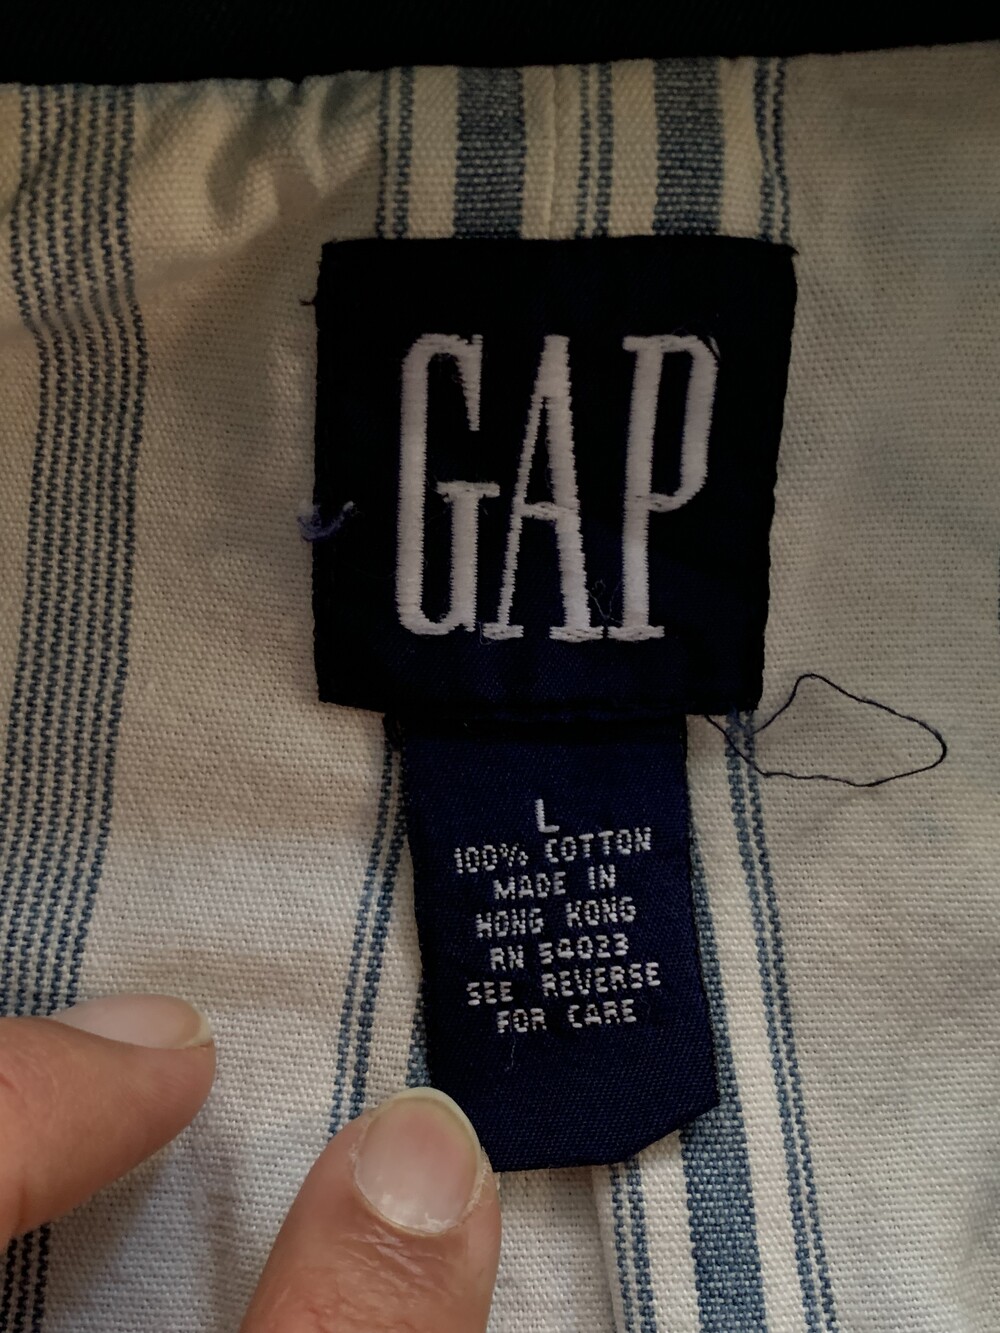 GAP
L
100% COTTON
MADE IN
HONG KONG
RN 54023
SEE REVERSE
FOR CARE